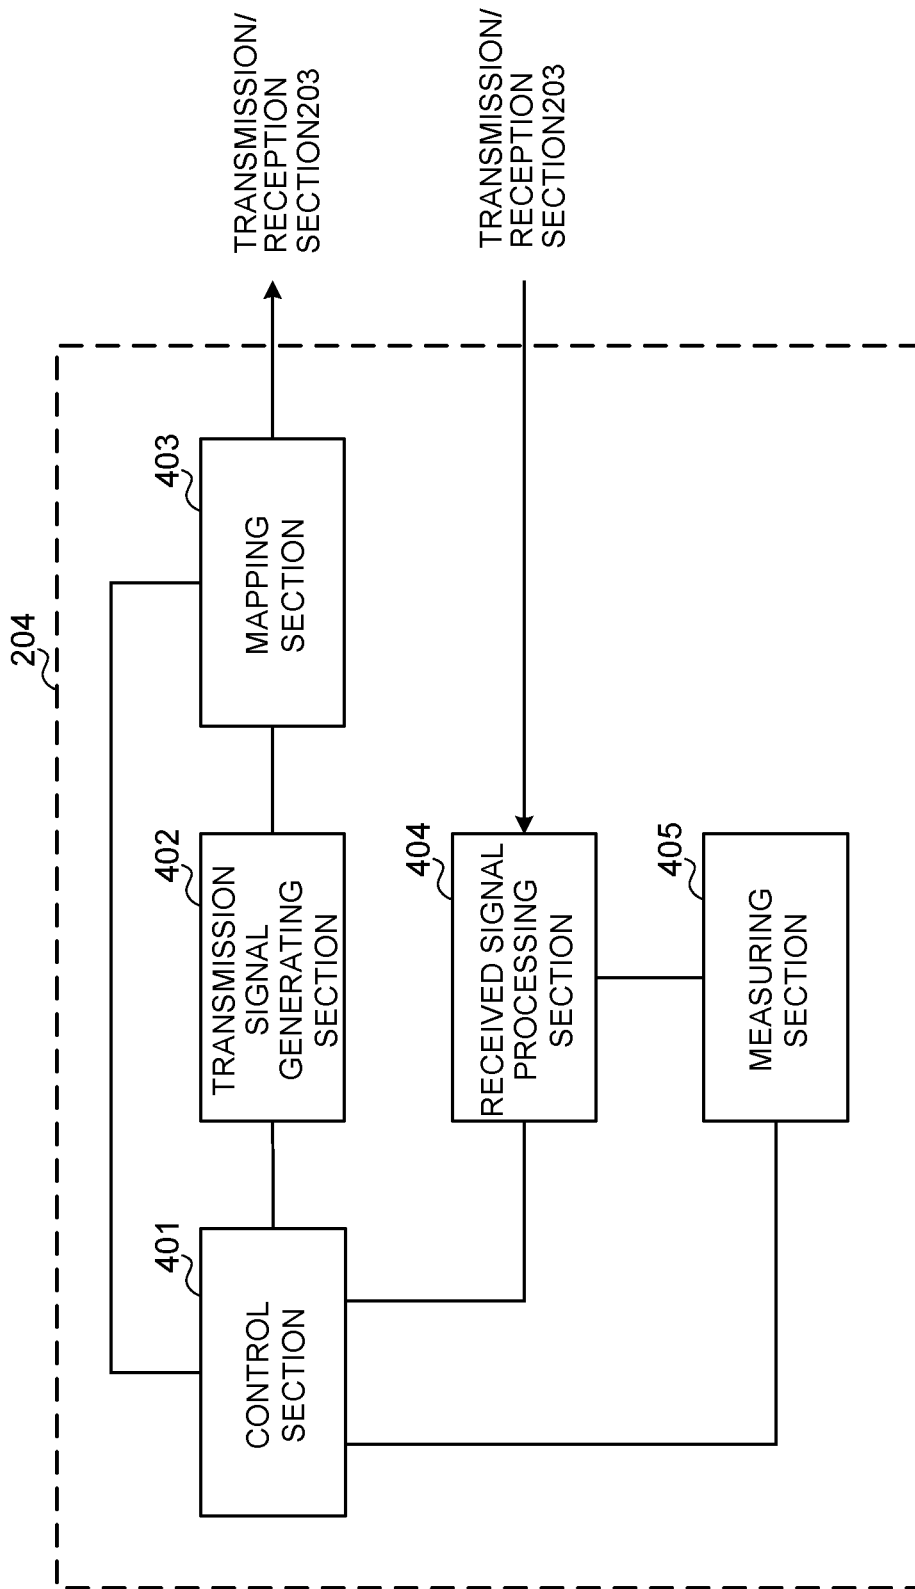 204
401
CONTROL
SECTION
402
TRANSMISSION
SIGNAL
GENERATING
SECTION
403
MAPPING
SECTION
TRANSMISSION/
RECEPTION
SECTION203
404
RECEIVED SIGNAL
PROCESSING
SECTION
TRANSMISSION/
RECEPTION
SECTION203
405
MEASURING
SECTION